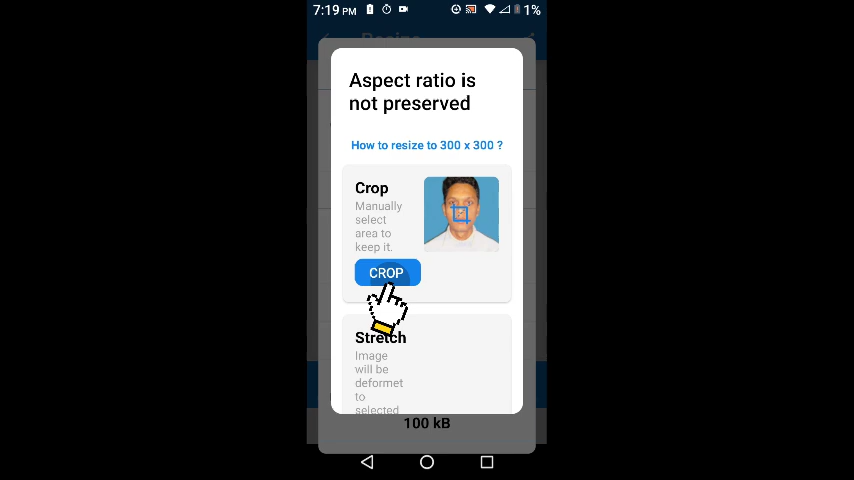 7:19 PM
1%
Aspect ratio is
not preserved
How to resize to 300 x 300 ?
Crop
Manually
select
area to
keep it.
CROP
Stretch
Image
will be
deformet
to
selected
100 kB